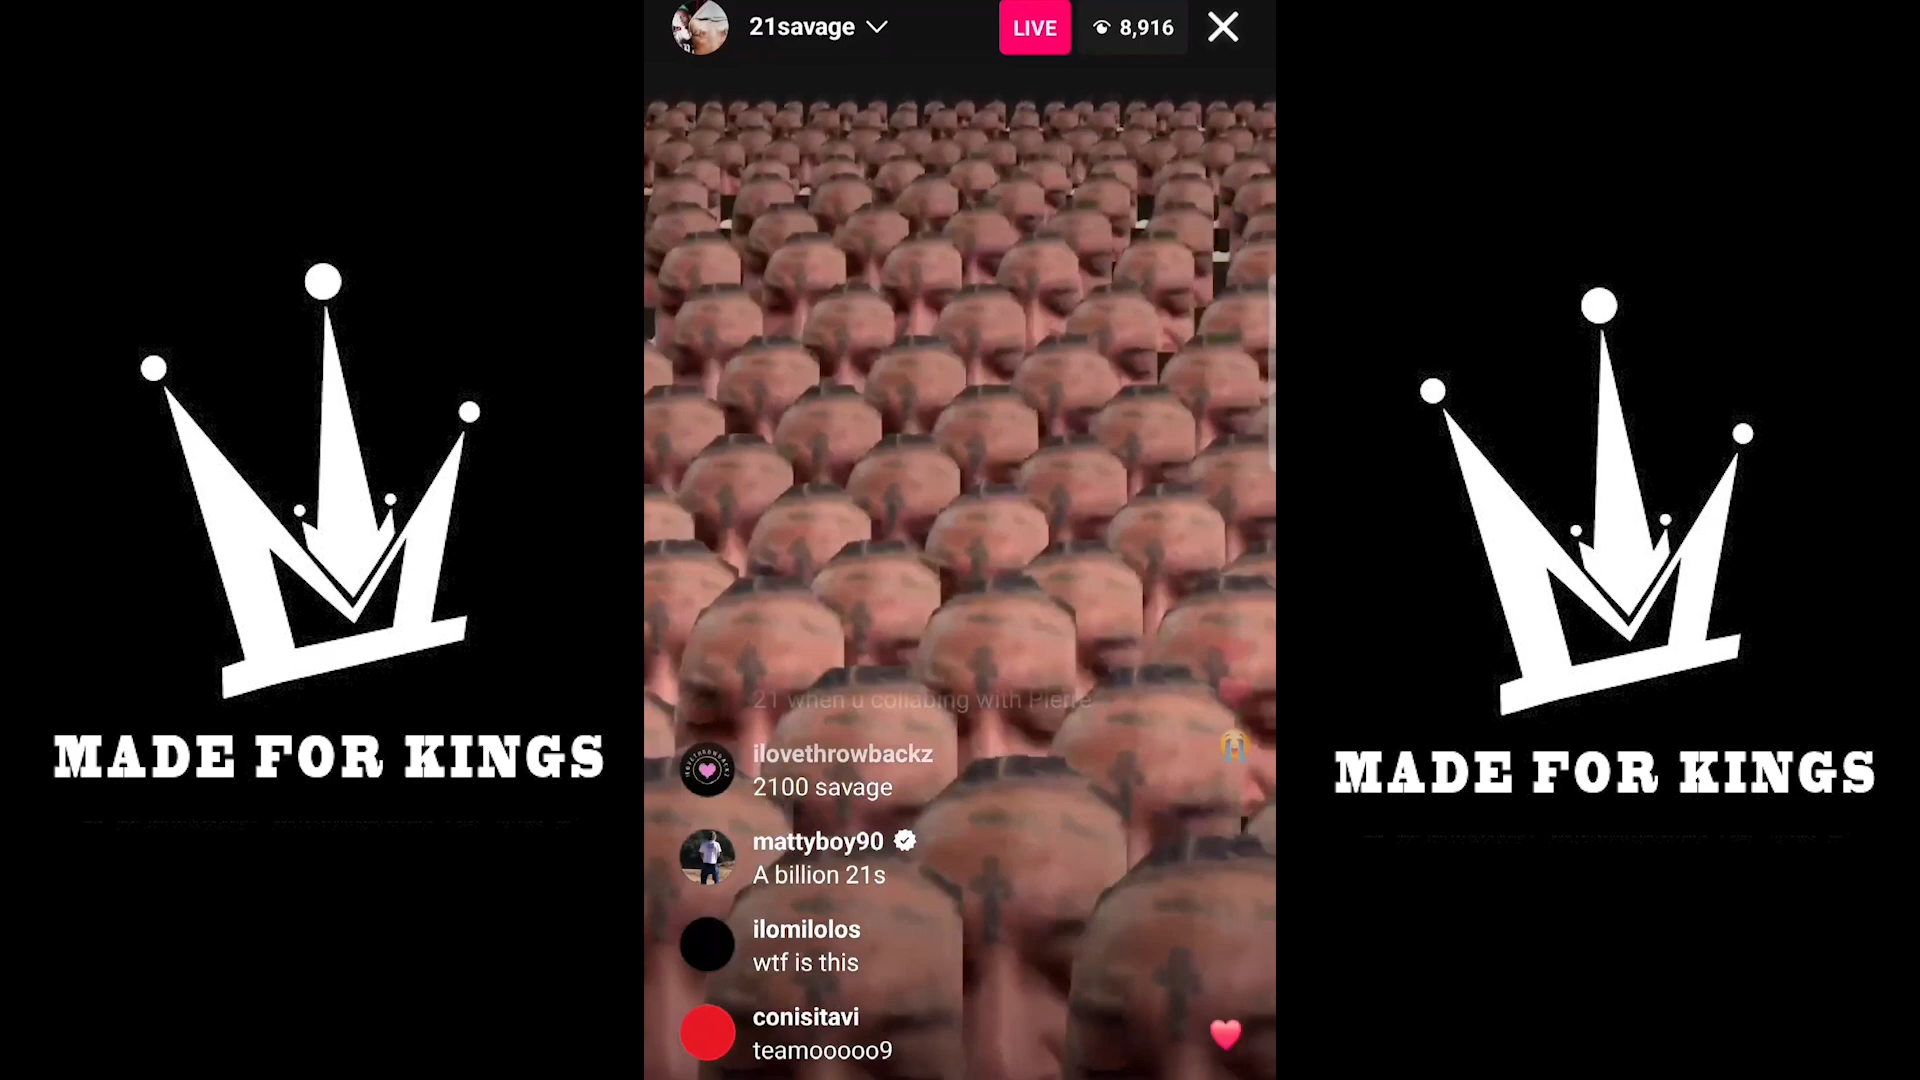 21savage
LIVE
8,916
21 when u collabing with Pierre
ilovethrowbackz
2100 savage
mattyboy90
A billion 21s
ilomilolos
wtf is this
conisitavi
teamooooo9
MADE FOR KINGS
MADE FOR KINGS